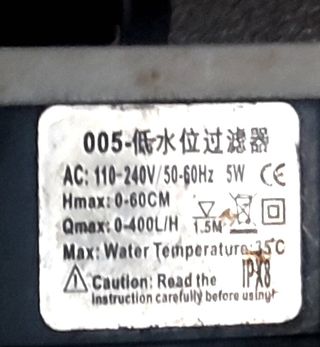 005-低水位过滤器
AC: 110-240V/50-60Hz 5W CE
Hmax: 0-60CM
Qmax: 0-400L/H 1.5M
Max: Water Temperature: 35°C
Caution: Read the IPX8
instruction carefully before using!